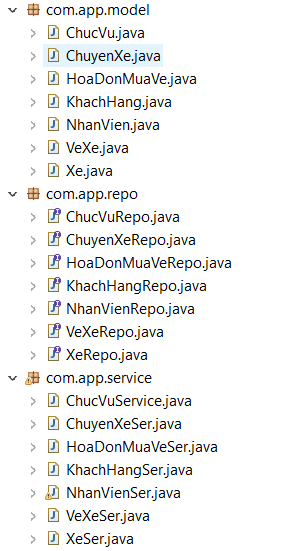 com.app.model
ChucVu.java
ChuyenXe.java
HoaDonMuaVe.java
KhachHang.java
NhanVien.java
VeXe.java
Xe.java
com.app.repo
ChucVuRepo.java
ChuyenXeRepo.java
HoaDonMuaVeRepo.java
KhachHangRepo.java
NhanVienRepo.java
VeXeRepo.java
XeRepo.java
com.app.service
ChucVuService.java
ChuyenXeSer.java
HoaDonMuaVeSer.java
KhachHangSer.java
NhanVienSer.java
VeXeSer.java
XeSer.java